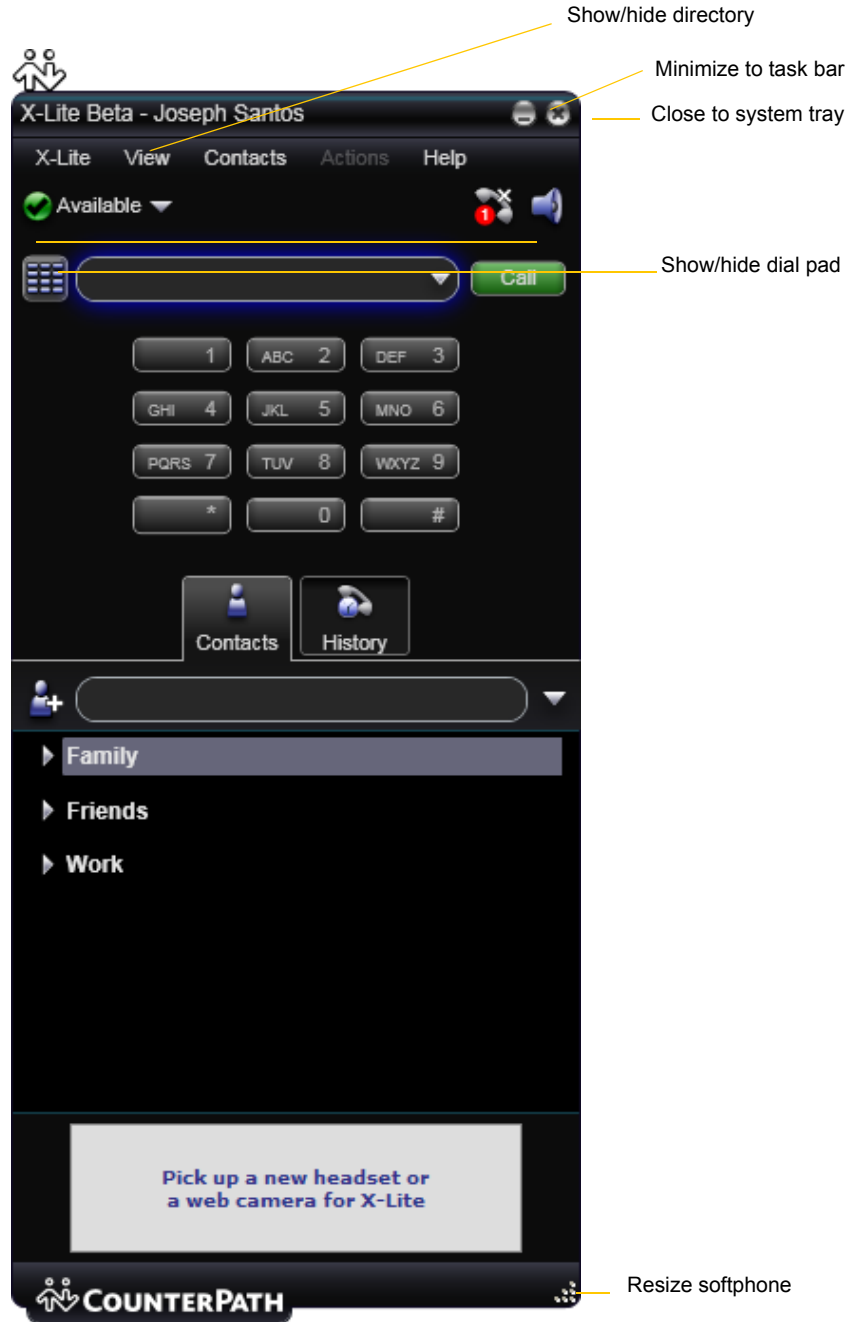 Show/hide directory
Minimize to task bar
X-Lite Beta - Joseph Santos
Close to system tray
X-Lite View Contacts Actions Help
Available
1
Show/hide dial pad
Call
1 ABC 2 DEF 3
GHI 4 JKL 5 MNO 6
PQRS 7 TUV 8 WXYZ 9
* 0 #
Contacts History
Family
Friends
Work
Pick up a new headset or
a web camera for X-Lite
Resize softphone
COUNTERPATH